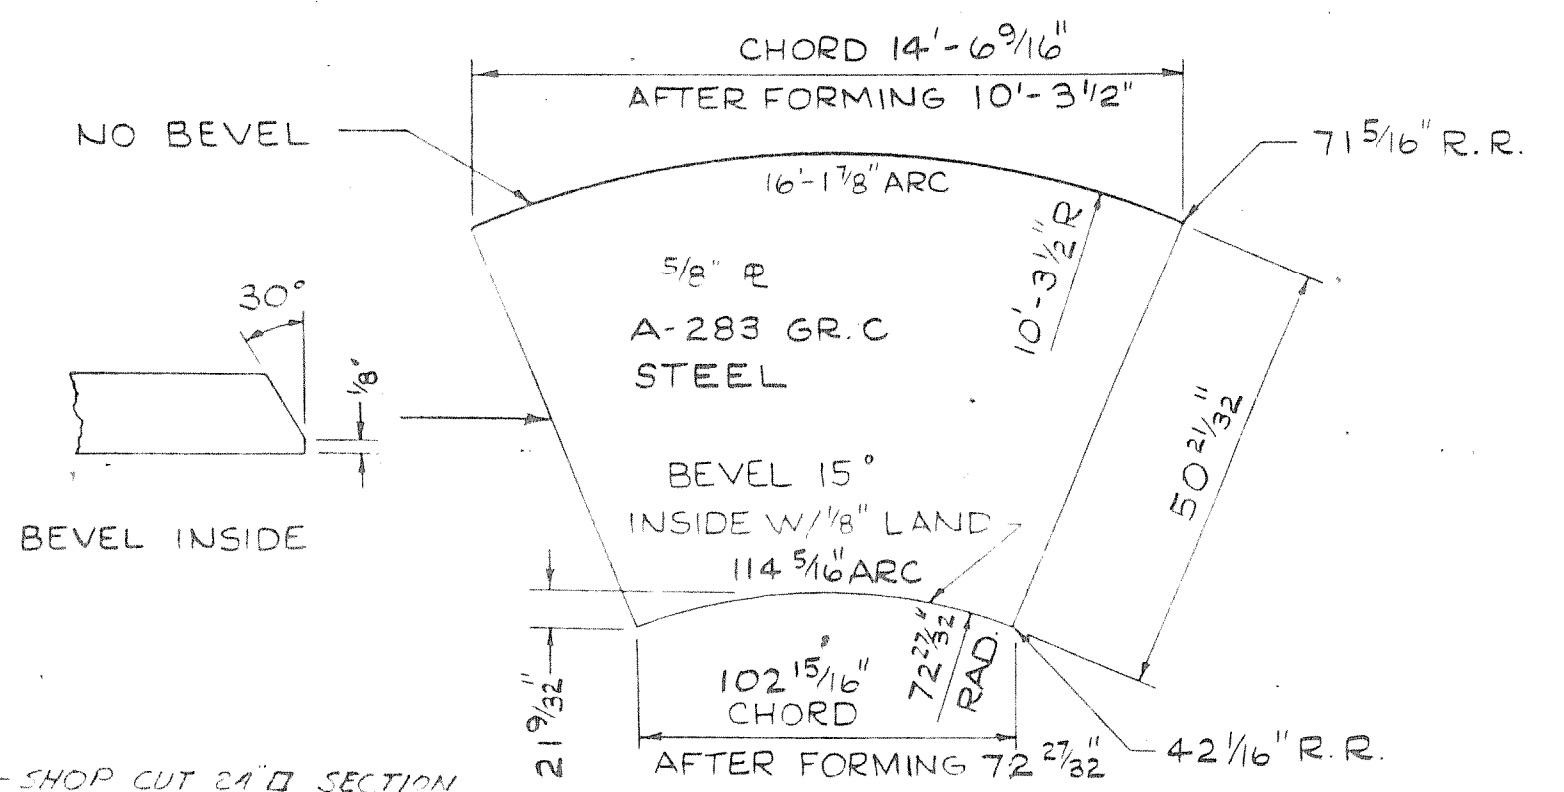 CHORD 14'-6 9/16"
AFTER FORMING 10'-3 1/2"
NO BEVEL
71 5/16" R.R.
16'-1 7/8" ARC
10'-3 1/2" R
5/8" ℄
A-283 GR.C
STEEL
30°
1/8"
50 21/32"
BEVEL 15°
INSIDE W/ 1/8" LAND
BEVEL INSIDE
114 5/16" ARC
72 27/32"
RAD.
21 9/32"
102 15/16"
CHORD
AFTER FORMING 72 27/32"
42 1/16" R.R.
SHOP CUT SECTION